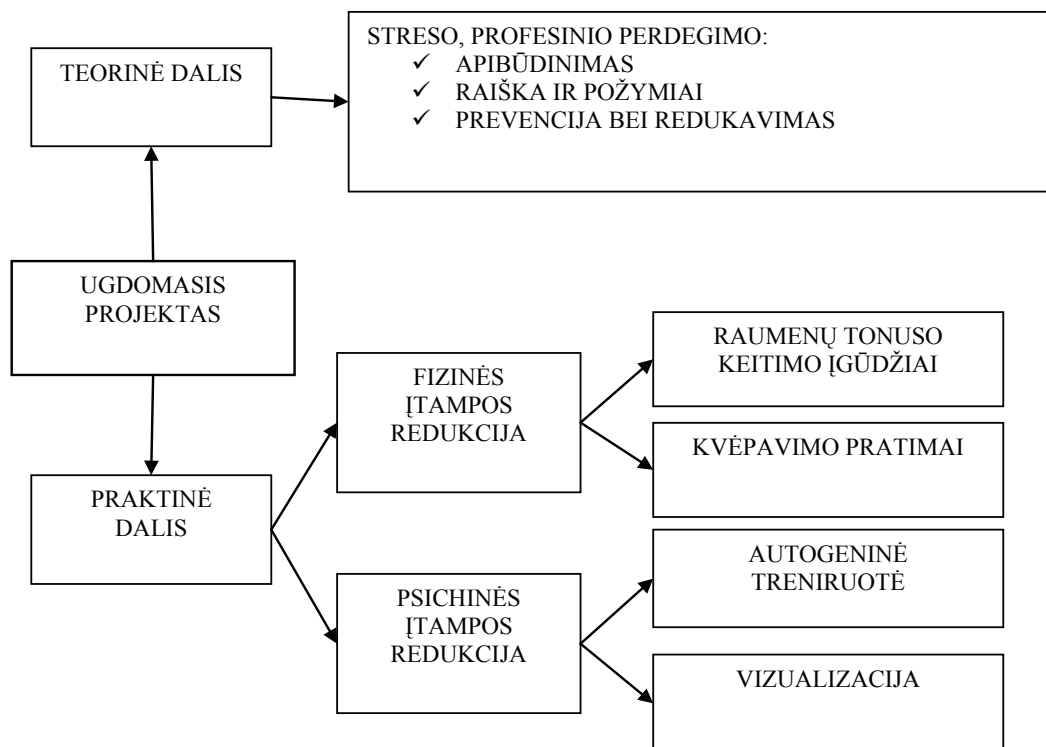 TEORINĖ DALIS
STRESO, PROFESINIO PERDEGIMO:
✓ APIBŪDINIMAS
✓ RAIŠKA IR POŽYMIAI
✓ PREVENCIJA BEI REDUKAVIMAS
UGDOMASIS
PROJEKTAS
PRAKTINĖ
DALIS
FIZINĖS
ĮTAMPOS
REDUKCIJA
RAUMENŲ TONUSO
KEITIMO ĮGŪDŽIAI
KVĖPAVIMO PRATIMAI
PSICHINĖS
ĮTAMPOS
REDUKCIJA
AUTOGENINĖ
TRENIRUOTĖ
VIZUALIZACIJA